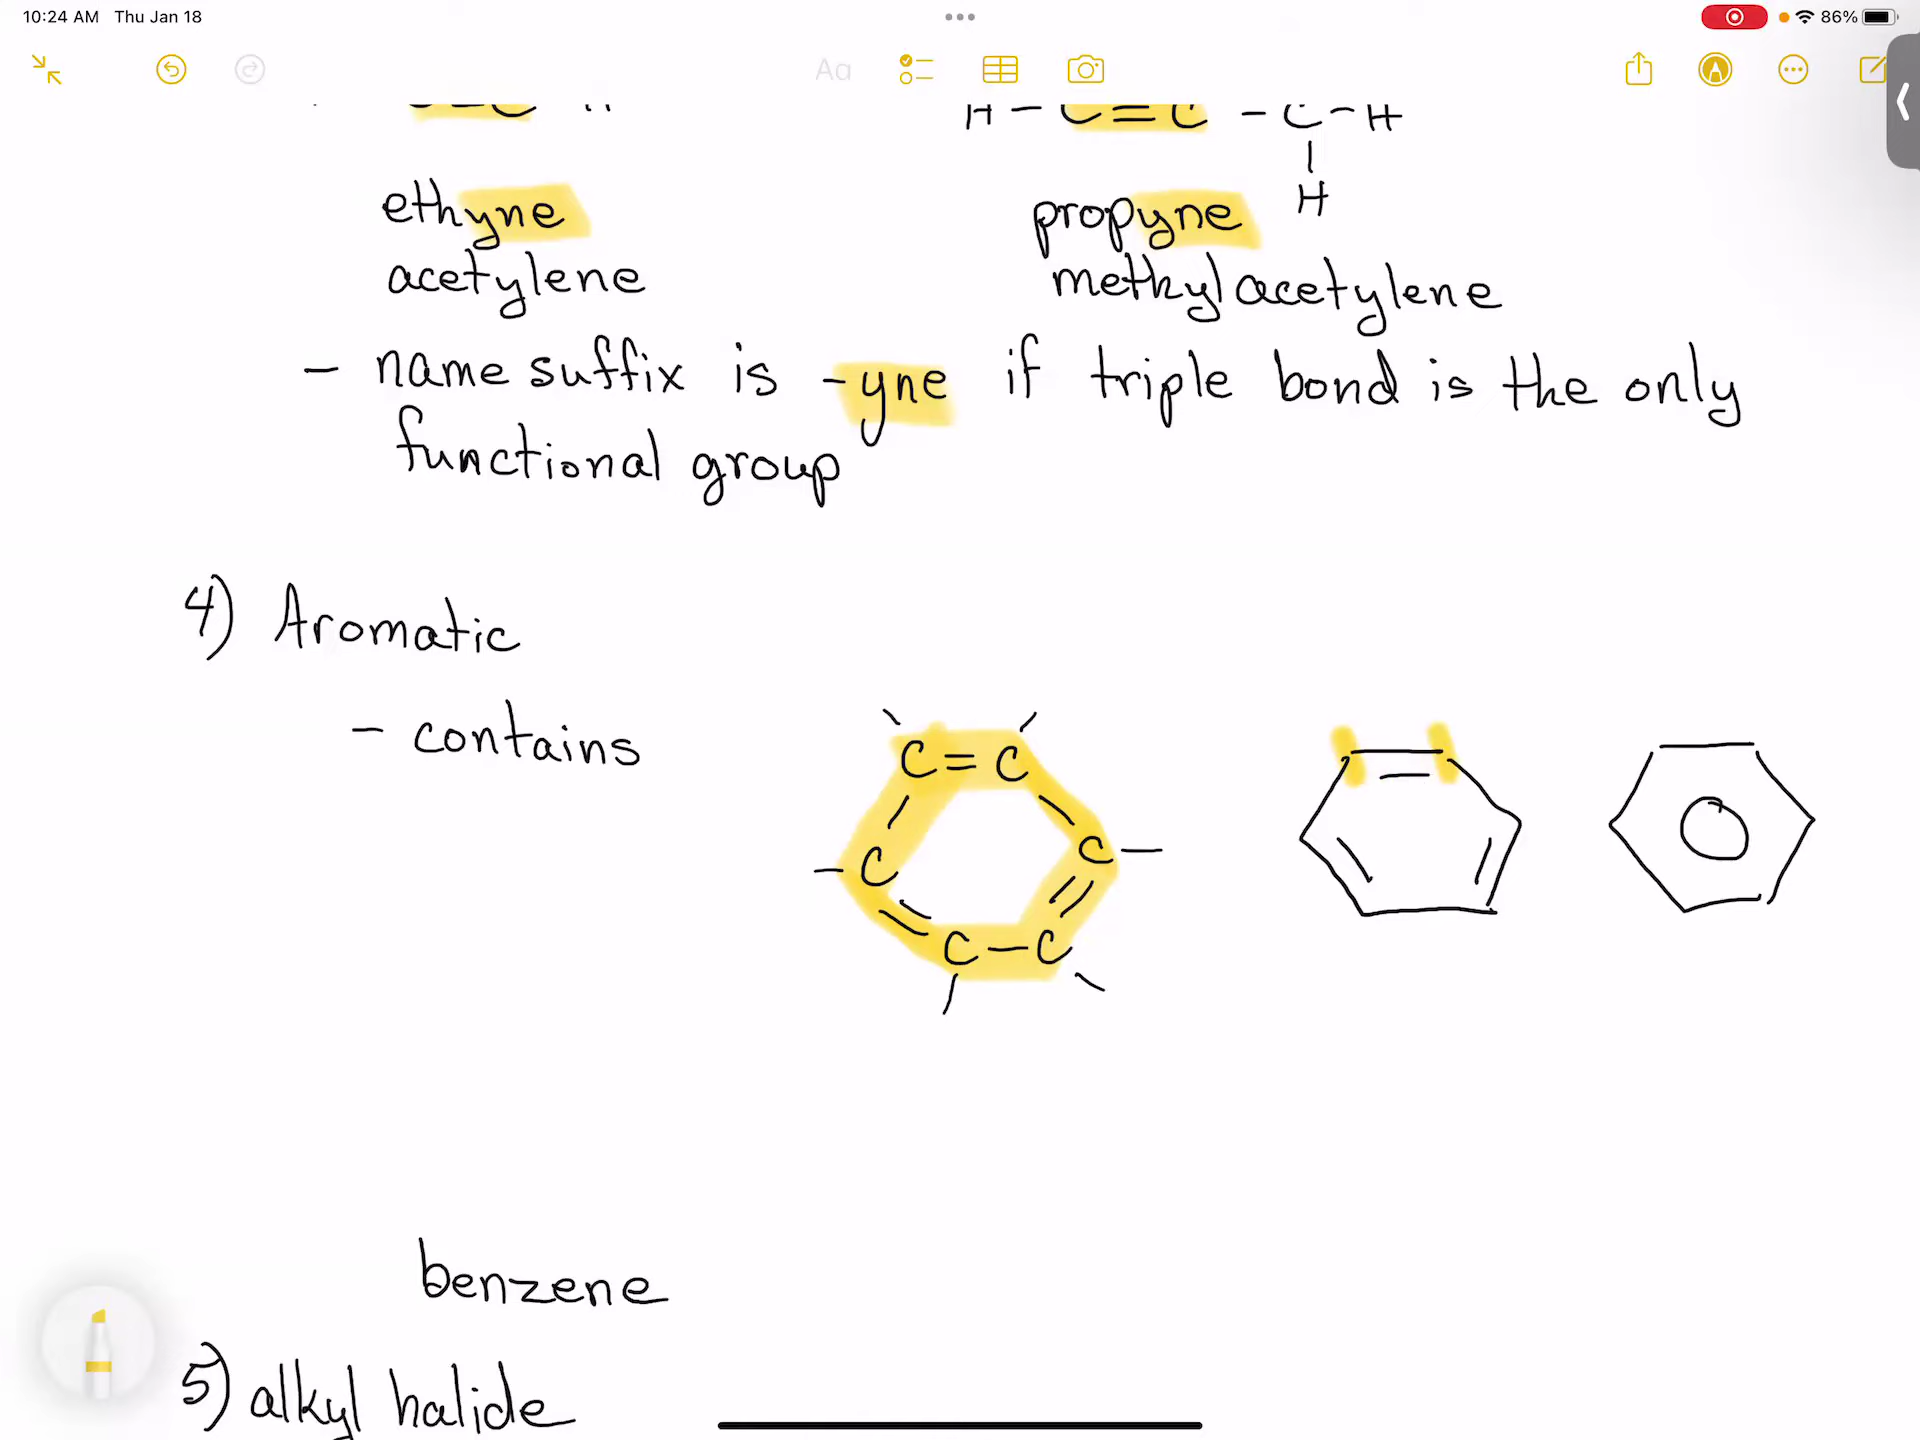 10:24 AM Thu Jan 18
86%
Aa
H - C ≡ C - C - H
H
ethyne propyne
acetylene methylacetylene
- name suffix is -yne if triple bond is the only
functional group
4) Aromatic
- contains
C = C
C C
C - C
benzene
5) alkyl halide